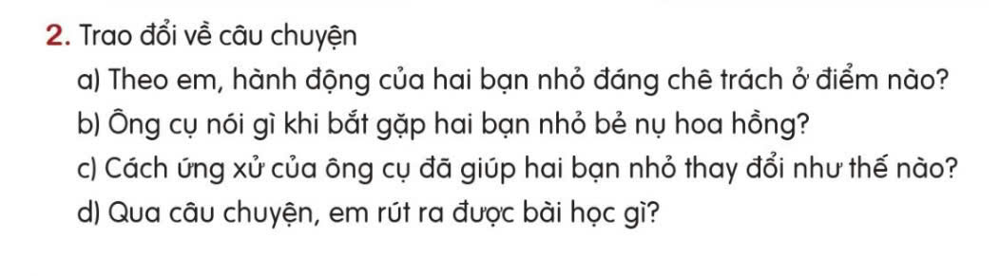 2. Trao đổi về câu chuyện
a) Theo em, hành động của hai bạn nhỏ đáng chê trách ở điểm nào?
b) Ông cụ nói gì khi bắt gặp hai bạn nhỏ bẻ nụ hoa hồng?
c) Cách ứng xử của ông cụ đã giúp hai bạn nhỏ thay đổi như thế nào?
d) Qua câu chuyện, em rút ra được bài học gì?